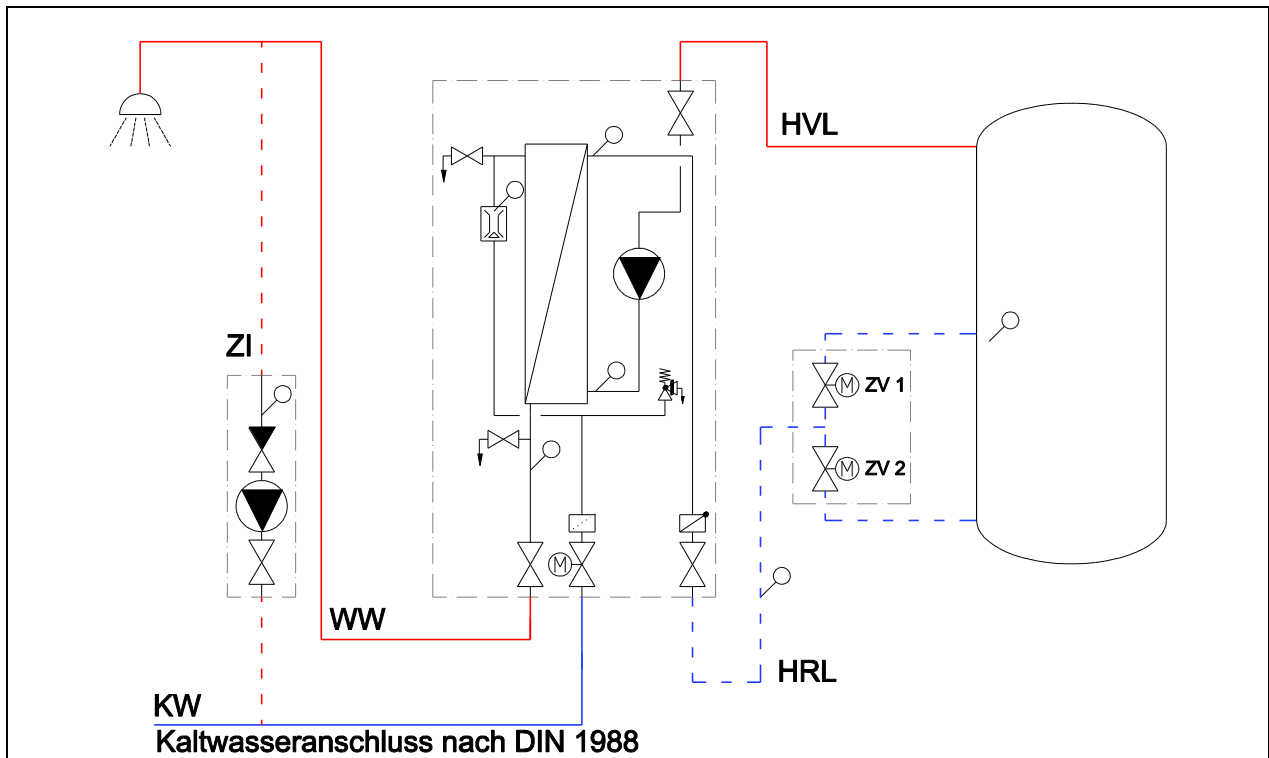 HVL
ZI
M ZV 1
M ZV 2
M
WW
HRL
KW
Kaltwasseranschluss nach DIN 1988